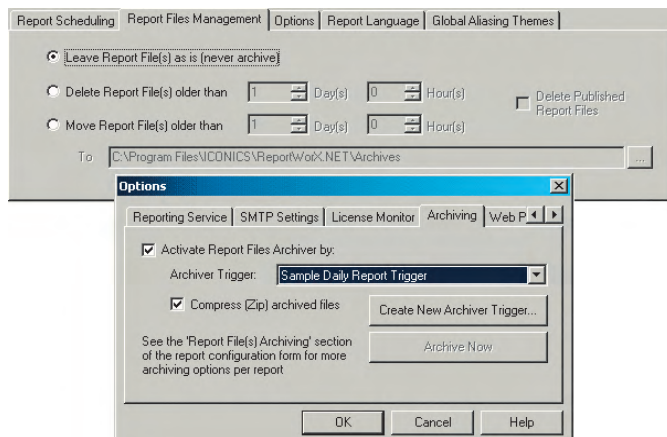 Report Scheduling Report Files Management Options Report Language Global Aliasing Themes
Leave Report File(s) as is (never archive)
Delete Report File(s) older than 1 Day(s) 0 Hour(s)
Delete Published
Report Files
Move Report File(s) older than 1 Day(s) 0 Hour(s)
To C:\Program Files\ICONICS\ReportWorX.NET\Archives ...
Options
Reporting Service SMTP Settings License Monitor Archiving Web P
Activate Report Files Archiver by:
Archiver Trigger: Sample Daily Report Trigger
Compress (Zip) archived files
Create New Archiver Trigger...
See the 'Report File(s) Archiving' section
of the report configuration form for more
archiving options per report
Archive Now
OK Cancel Help